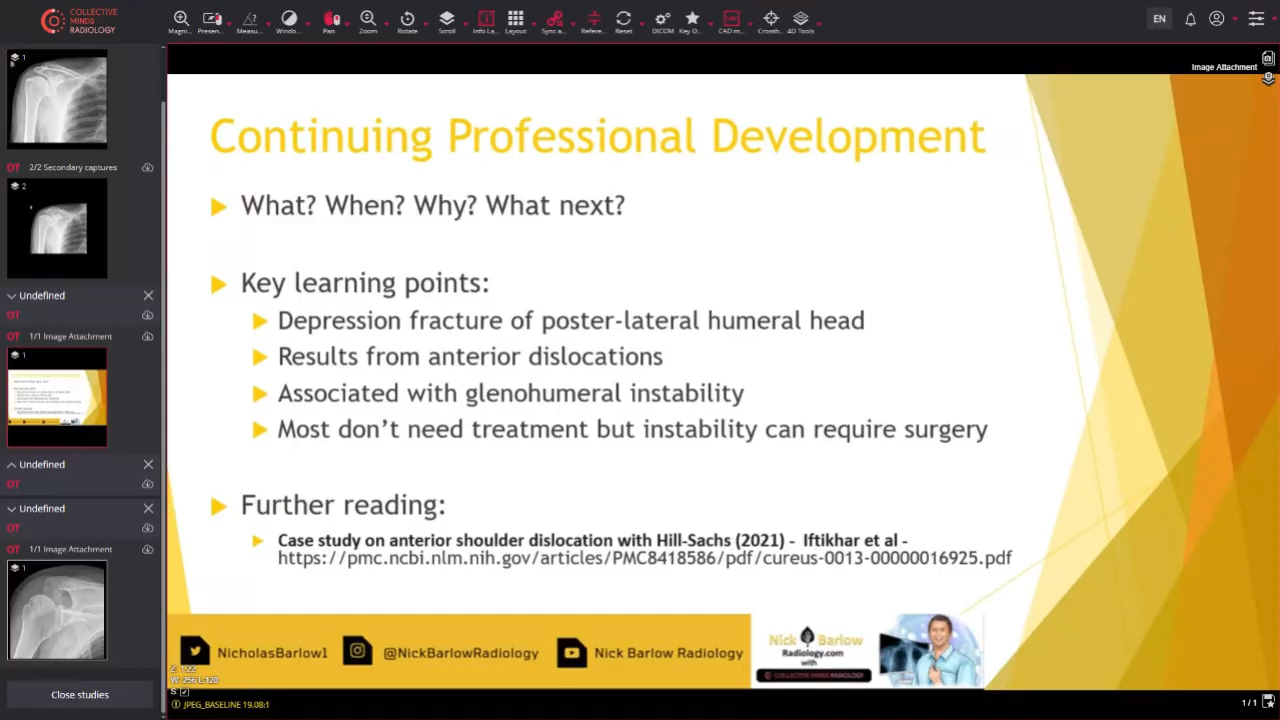 COLLECTIVE
MINDS
RADIOLOGY
Magni... Presen... Measu... Windo... Pan Zoom Rotate Scroll Info La... Layout Sync a... Refere... Reset DICOM Key O... CAD m... Crossh... 4D Tools
EN
Image Attachment
1
2/2 Secondary captures
OT
2
Undefined
OT
OT 1/1 Image Attachment
1
Undefined
OT
Undefined
OT
OT 1/1 Image Attachment
1
Close studies
Continuing Professional Development
What? When? Why? What next?
Key learning points:
Depression fracture of poster-lateral humeral head
Results from anterior dislocations
Associated with glenohumeral instability
Most don't need treatment but instability can require surgery
Further reading:
Case study on anterior shoulder dislocation with Hill-Sachs (2021) - Iftikhar et al -
https://pmc.ncbi.nlm.nih.gov/articles/PMC8418586/pdf/cureus-0013-00000016925.pdf
NicholasBarlow1 @NickBarlowRadiology Nick Barlow Radiology
Nick Barlow
Radiology.com
with
COLLECTIVE MINDS RADIOLOGY
Z: 1.22
W: 256 L: 128
S:
JPEG_BASELINE 19.08:1
1/1